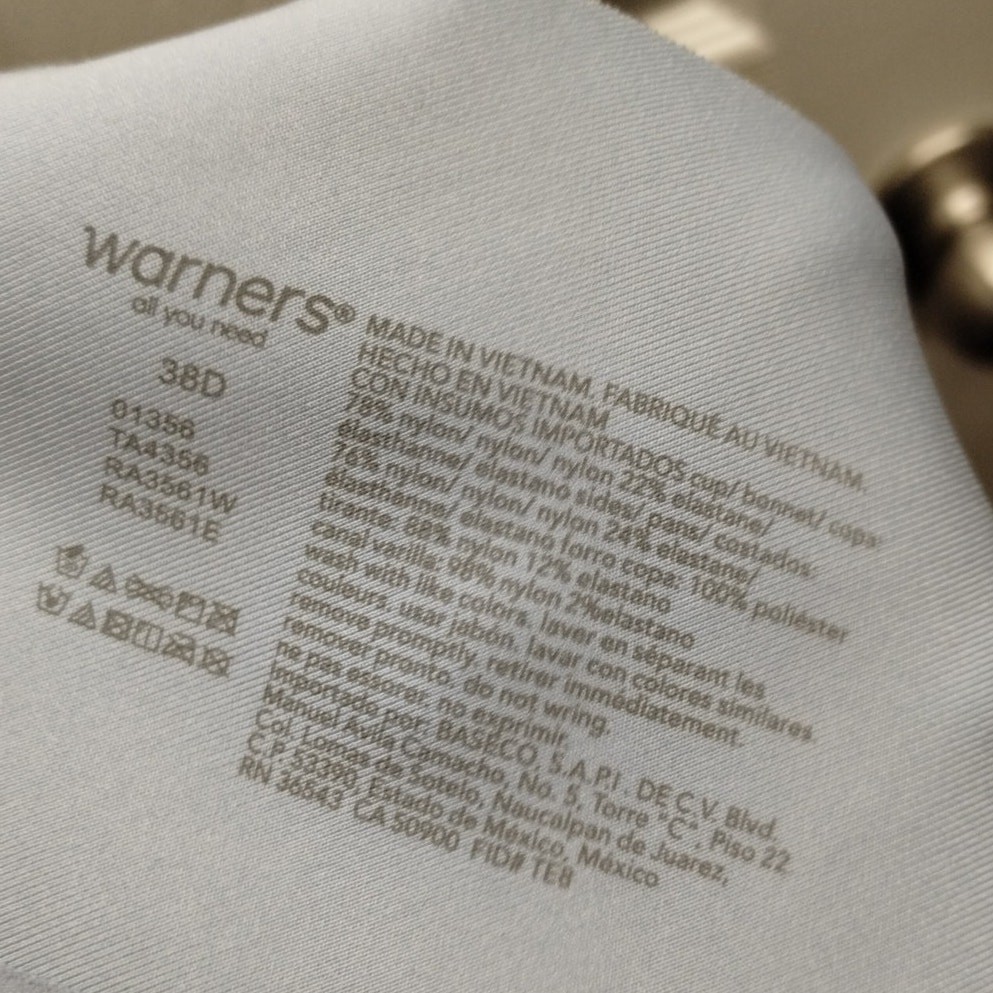 warners®
all you need
38D
01356
TA4356
RA3561W
RA3561E
MADE IN VIETNAM. FABRIQUÉ AU VIETNAM.
HECHO EN VIETNAM
CON INSUMOS IMPORTADOS cup/ bonnet/ copa:
78% nylon/ nylon/ nylon 22% elastane/
élasthanne/ elastano sides/ pans/ costados:
76% nylon/ nylon/ nylon 24% elastane/
élasthanne/ elastano forro copa: 100% poliéster
tirante: 88% nylon 12% elastano
canal varilla: 98% nylon 2%elastano
wash with like colors. laver en séparant les
couleurs. usar jabón. lavar con colores similares.
remove promptly. retirer immédiatement.
remover pronto. do not wring.
ne pas essorer. no exprimir.
Importado por: BASECO, S.A.P.I. DE C.V. Blvd.
Manuel Avila Camacho, No. 5, Torre "C", Piso 22
Col. Lomas de Sotelo, Naucalpan de Juarez,
C.P. 53390, Estado de México, México
RN 36543 CA 50900 FID# TE8